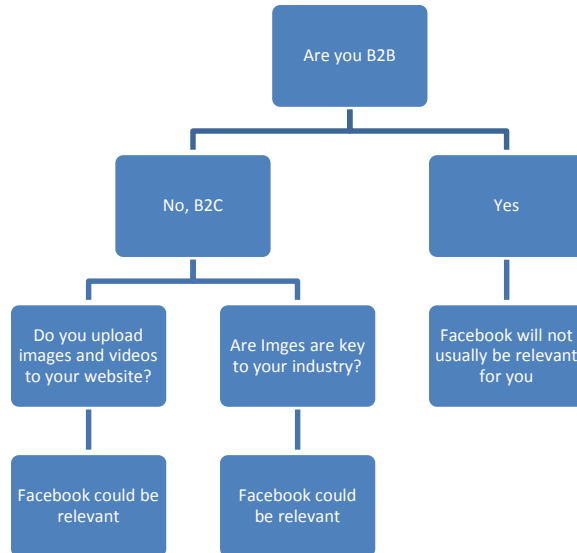 Are you B2B
No, B2C
Yes
Do you upload
images and videos
to your website?
Are Imges are key
to your industry?
Facebook will not
usually be relevant
for you
Facebook could be
relevant
Facebook could
be relevant